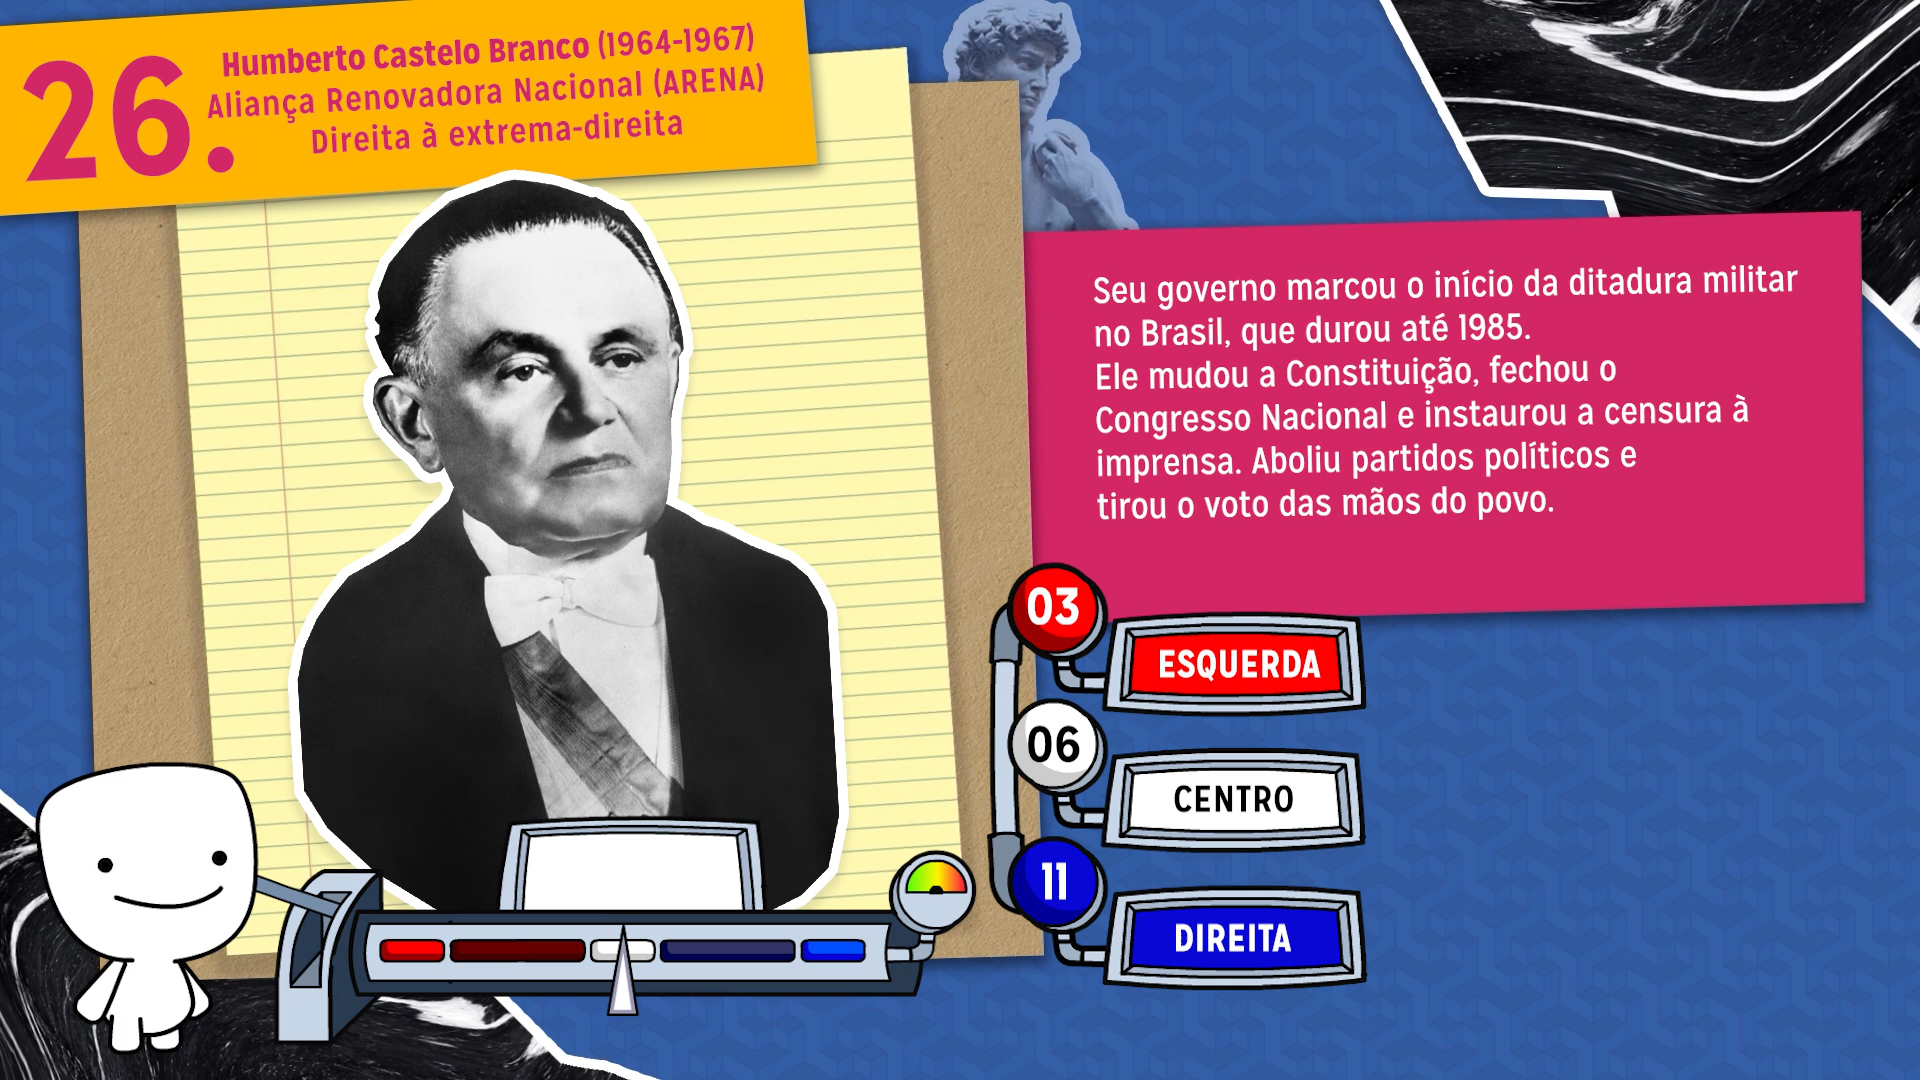 26.
Humberto Castelo Branco (1964-1967)
Aliança Renovadora Nacional (ARENA)
Direita à extrema-direita
Seu governo marcou o início da ditadura militar
no Brasil, que durou até 1985.
Ele mudou a Constituição, fechou o
Congresso Nacional e instaurou a censura à
imprensa. Aboliu partidos políticos e
tirou o voto das mãos do povo.
03
ESQUERDA
06
CENTRO
11
DIREITA